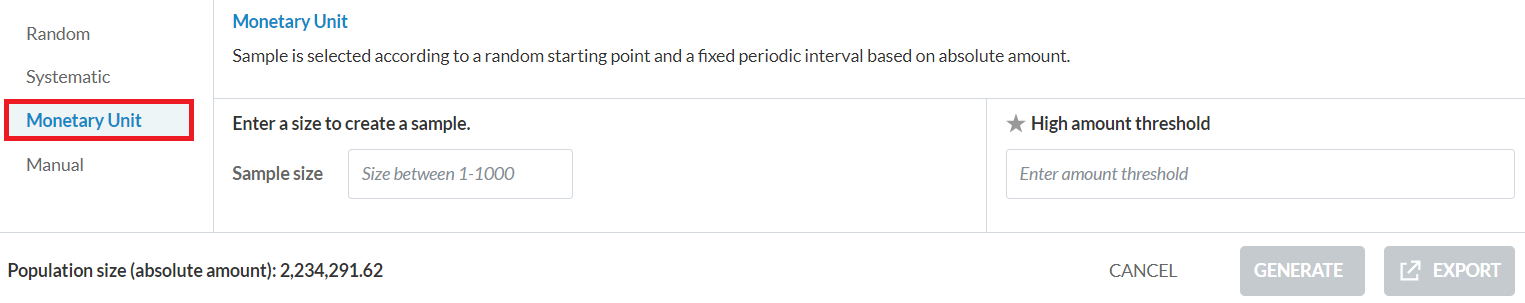 Random
Systematic
Monetary Unit
Manual
Monetary Unit
Sample is selected according to a random starting point and a fixed periodic interval based on absolute amount.
Enter a size to create a sample.
Sample size
Size between 1-1000
High amount threshold
Enter amount threshold
Population size (absolute amount): 2,234,291.62
CANCEL
GENERATE
EXPORT